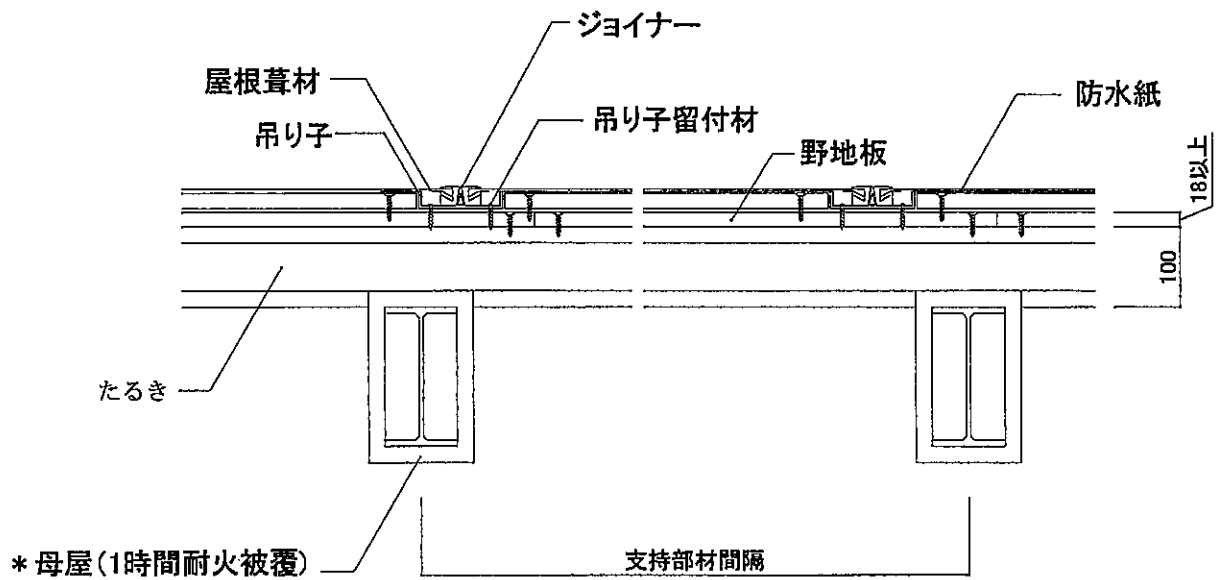 ジョイナー
屋根葺材
吊り子
吊り子留付材
防水紙
野地板
18以上
100
たるき
*母屋(1時間耐火被覆)
支持部材間隔